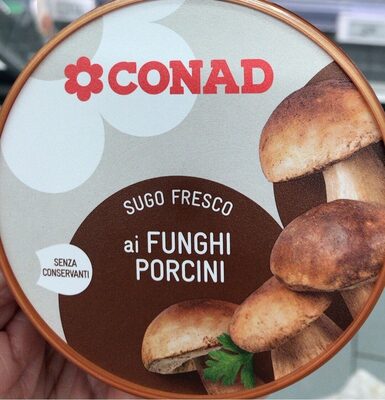 CONAD
SUGO FRESCO
ai FUNGHI
PORCINI
SENZA
CONSERVANTI